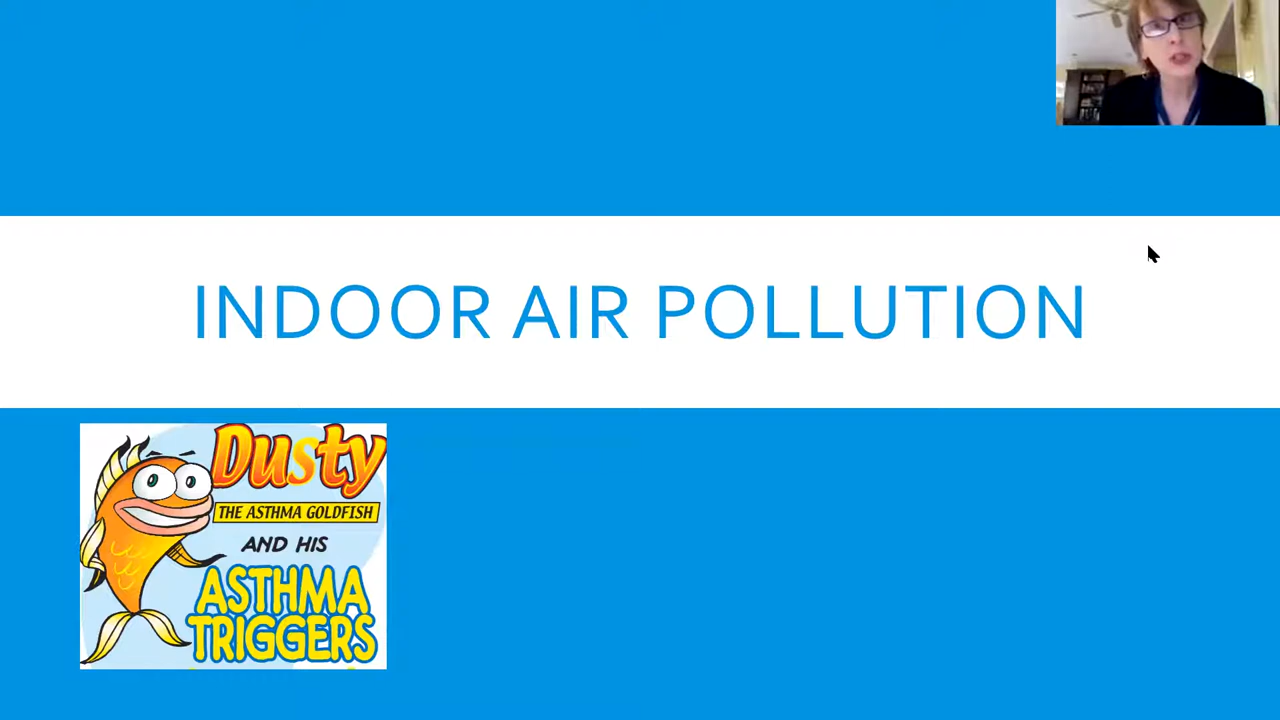 INDOOR AIR POLLUTION
Dusty
THE ASTHMA GOLDFISH
AND HIS
ASTHMA
TRIGGERS